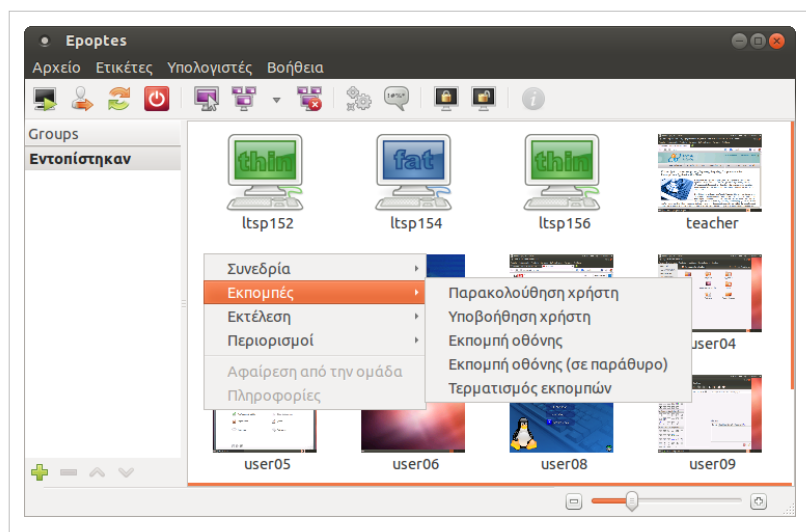 Epoptes
Αρχείο Ετικέτες Υπολογιστές Βοήθεια
Groups
Εντοπίστηκαν
thin
fat
thin
ltsp152
ltsp154
ltsp156
teacher
Συνεδρία
Εκπομπές
Εκτέλεση
Περιορισμοί
Αφαίρεση από την ομάδα
Πληροφορίες
Παρακολούθηση χρήστη
Υποβοήθηση χρήστη
Εκπομπή οθόνης
Εκπομπή οθόνης (σε παράθυρο)
Τερματισμός εκπομπών
user04
user05
user06
user08
user09